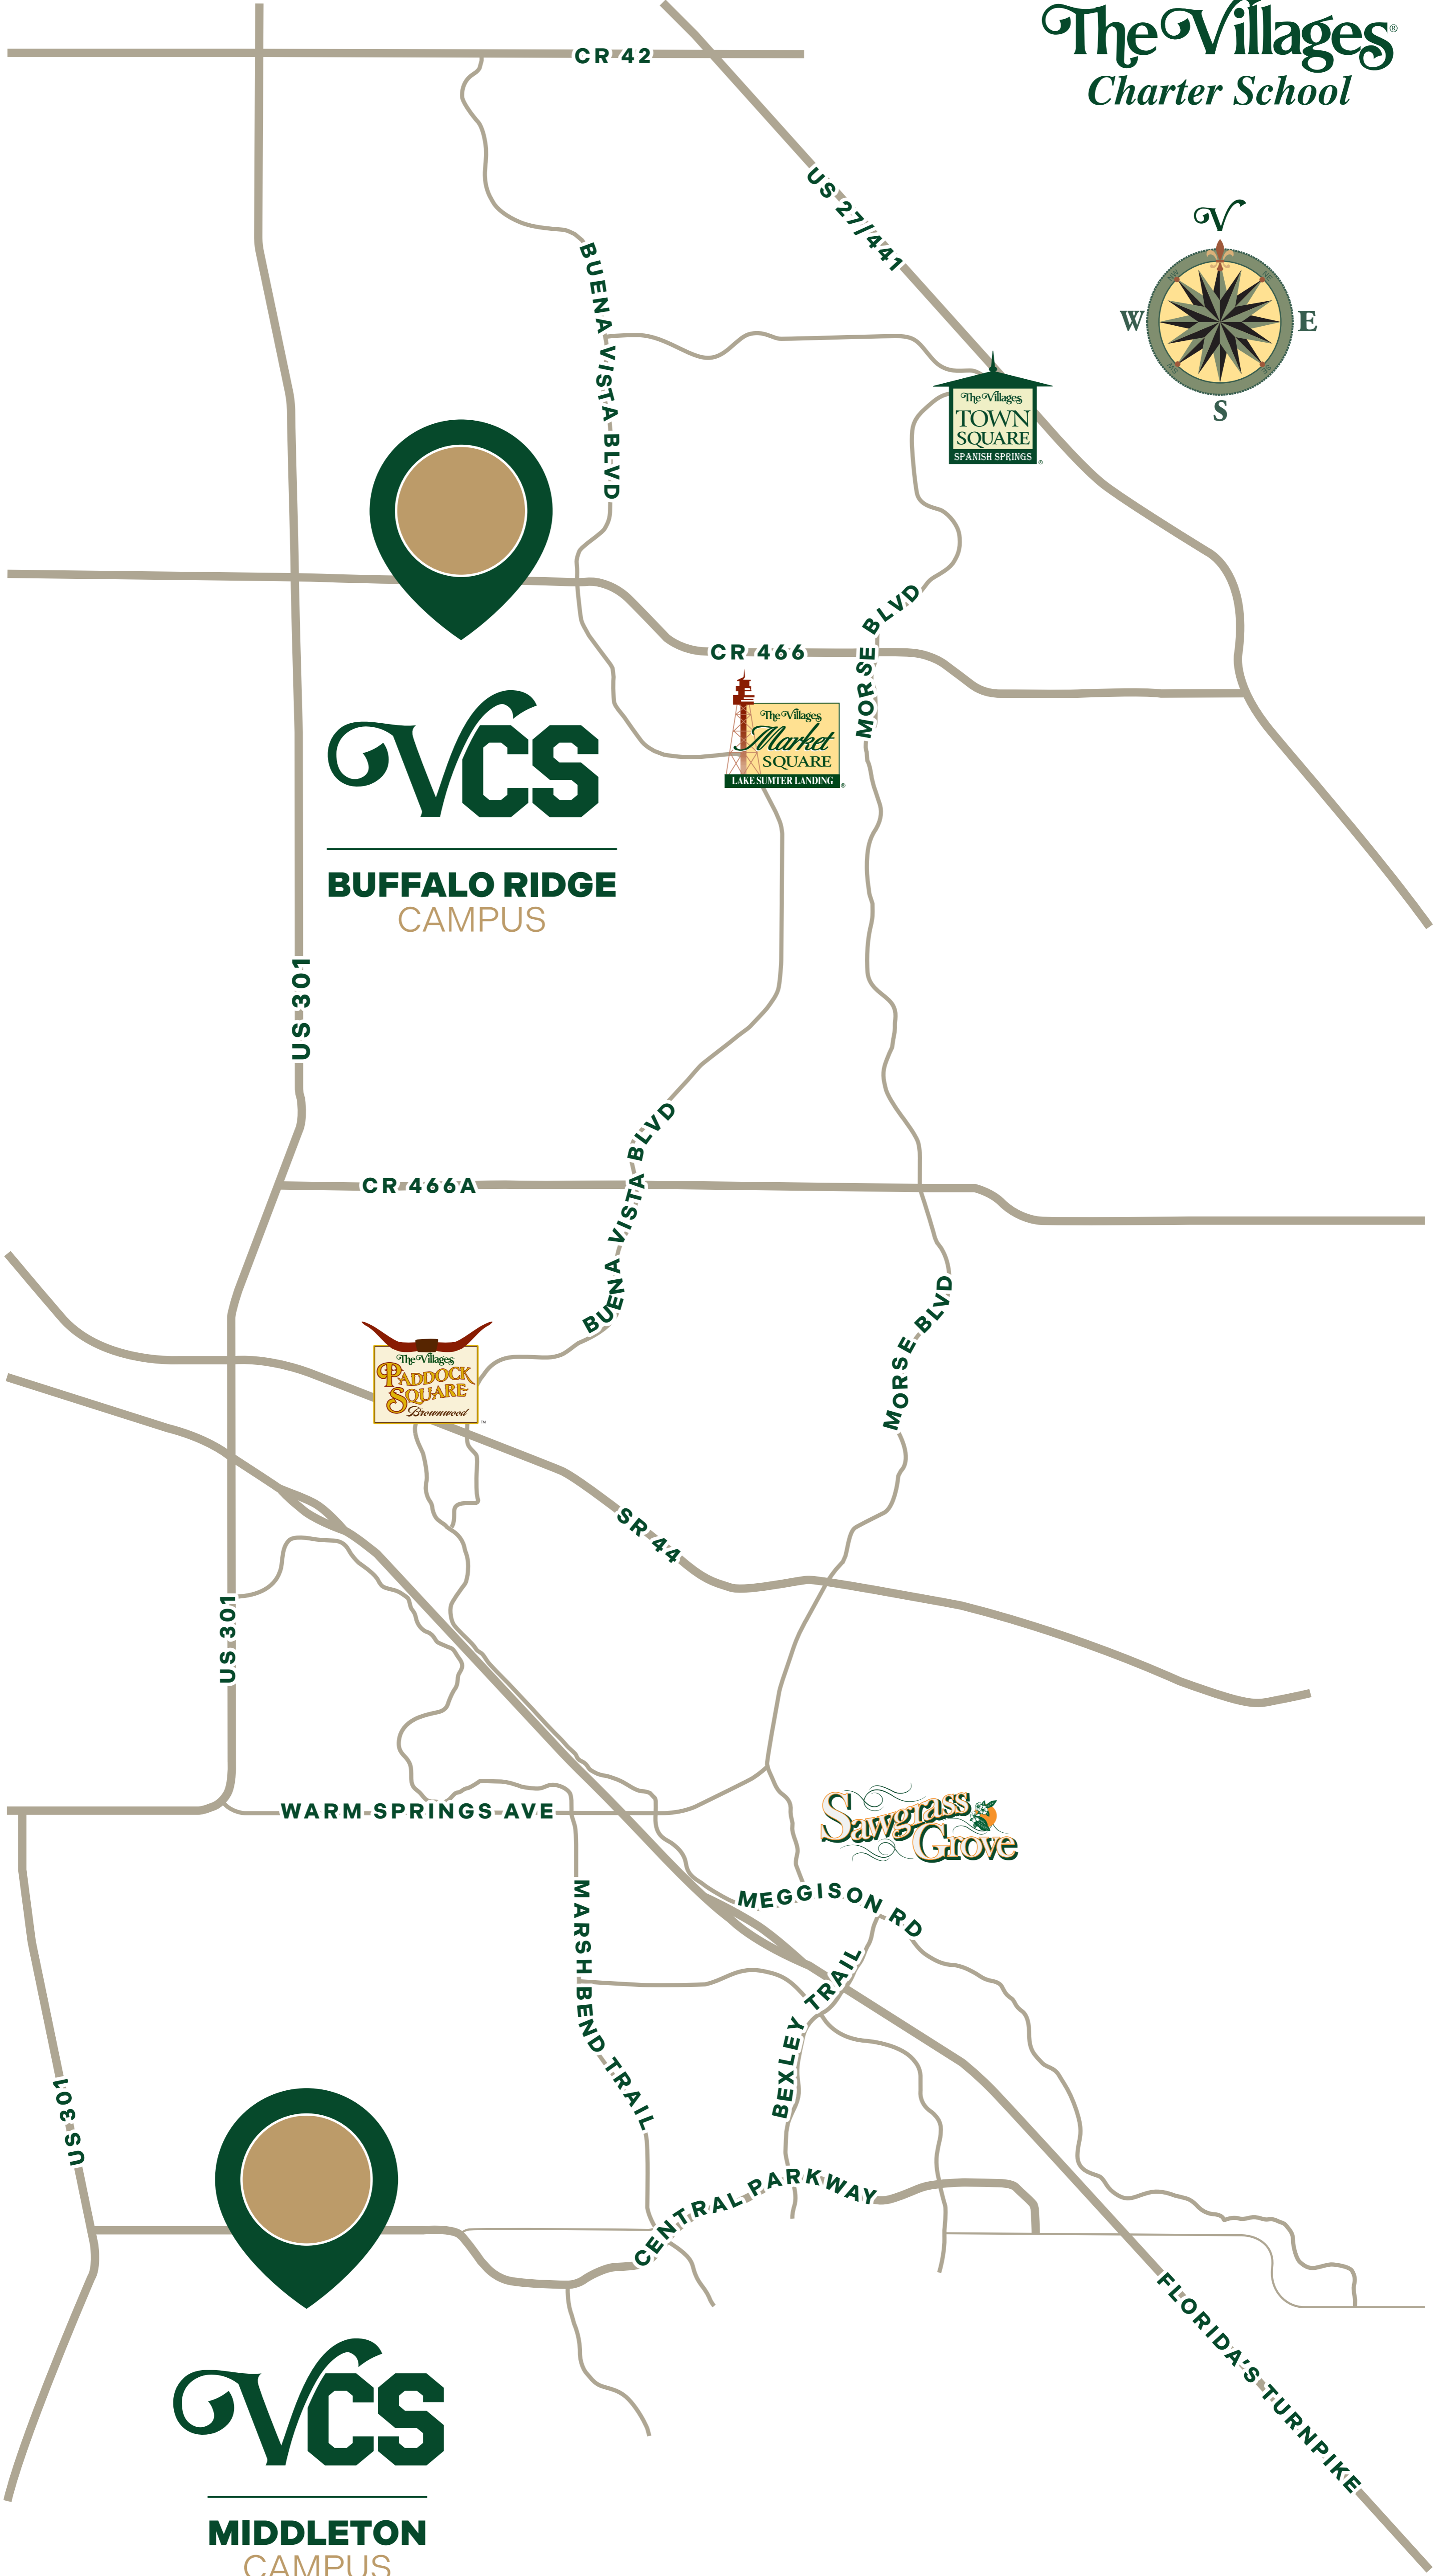 The Villages®
Charter School
CR 42
US 27/441
V
W
E
S
BUENA VISTA BLVD
The Villages
TOWN
SQUARE
SPANISH SPRINGS
®
MORSE BLVD
CR 466
The Villages
Market
SQUARE
LAKE SUMTER LANDING
®
VCS
BUFFALO RIDGE
CAMPUS
US 301
BUENA VISTA BLVD
CR 466A
MORSE BLVD
The Villages
PADDOCK
SQUARE
Brownwood
™
SR 44
US 301
Sawgrass
Grove
WARM SPRINGS AVE
MEGGISON RD
MARSH BEND TRAIL
BEXLEY TRAIL
US 301
CENTRAL PARKWAY
FLORIDA'S TURNPIKE
VCS
MIDDLETON
CAMPUS